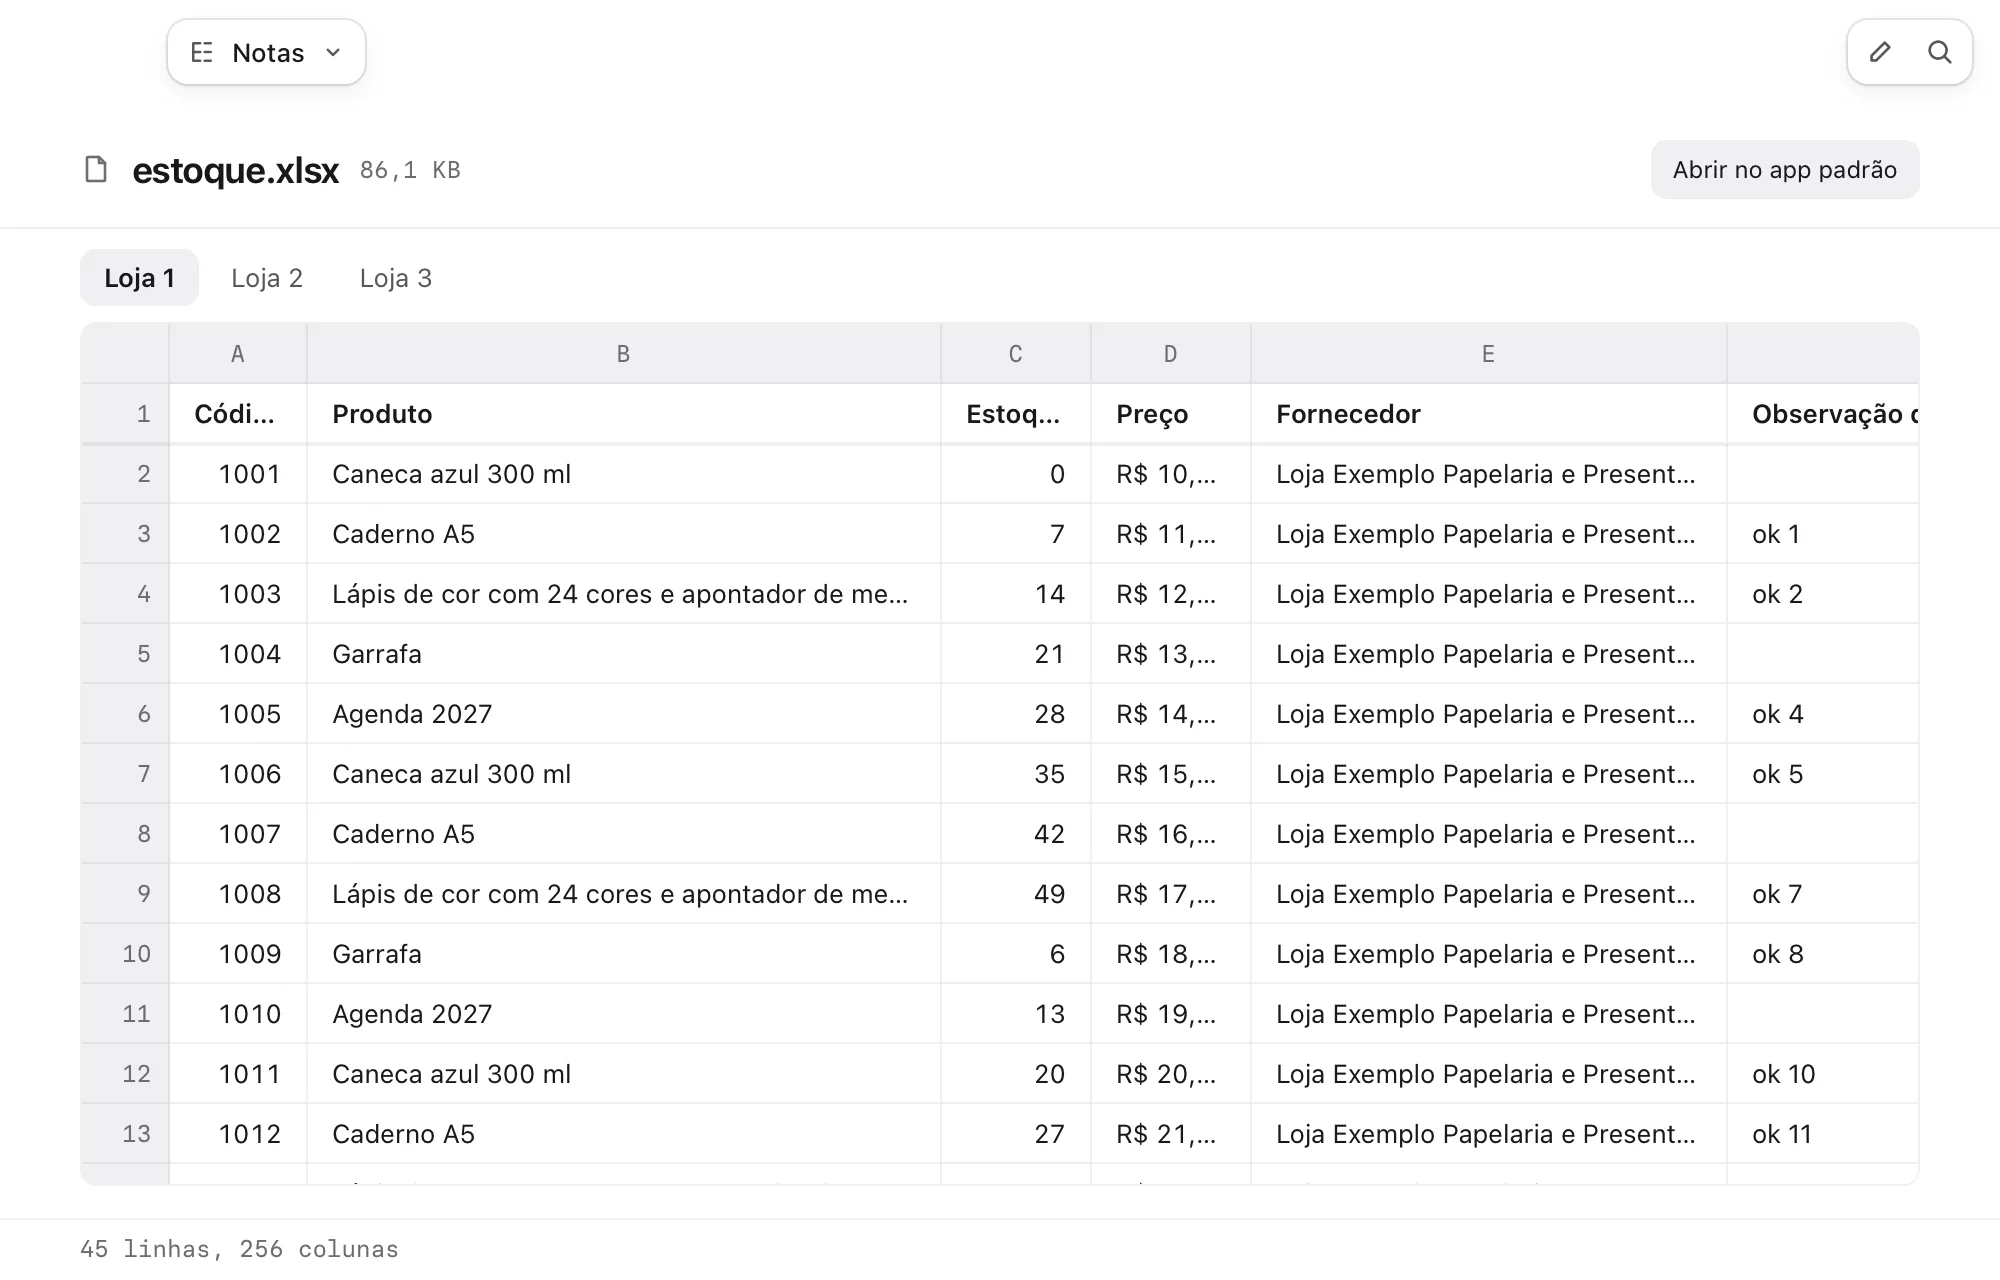 Notas
estoque.xlsx 86,1 KB
Abrir no app padrão
Loja 1 Loja 2 Loja 3
A B C D E
1 Códi... Produto Estoq... Preço Fornecedor Observação
2 1001 Caneca azul 300 ml 0 R$ 10,... Loja Exemplo Papelaria e Present...
3 1002 Caderno A5 7 R$ 11,... Loja Exemplo Papelaria e Present... ok 1
4 1003 Lápis de cor com 24 cores e apontador de me... 14 R$ 12,... Loja Exemplo Papelaria e Present... ok 2
5 1004 Garrafa 21 R$ 13,... Loja Exemplo Papelaria e Present...
6 1005 Agenda 2027 28 R$ 14,... Loja Exemplo Papelaria e Present... ok 4
7 1006 Caneca azul 300 ml 35 R$ 15,... Loja Exemplo Papelaria e Present... ok 5
8 1007 Caderno A5 42 R$ 16,... Loja Exemplo Papelaria e Present...
9 1008 Lápis de cor com 24 cores e apontador de me... 49 R$ 17,... Loja Exemplo Papelaria e Present... ok 7
10 1009 Garrafa 6 R$ 18,... Loja Exemplo Papelaria e Present... ok 8
11 1010 Agenda 2027 13 R$ 19,... Loja Exemplo Papelaria e Present...
12 1011 Caneca azul 300 ml 20 R$ 20,... Loja Exemplo Papelaria e Present... ok 10
13 1012 Caderno A5 27 R$ 21,... Loja Exemplo Papelaria e Present... ok 11
45 linhas, 256 colunas